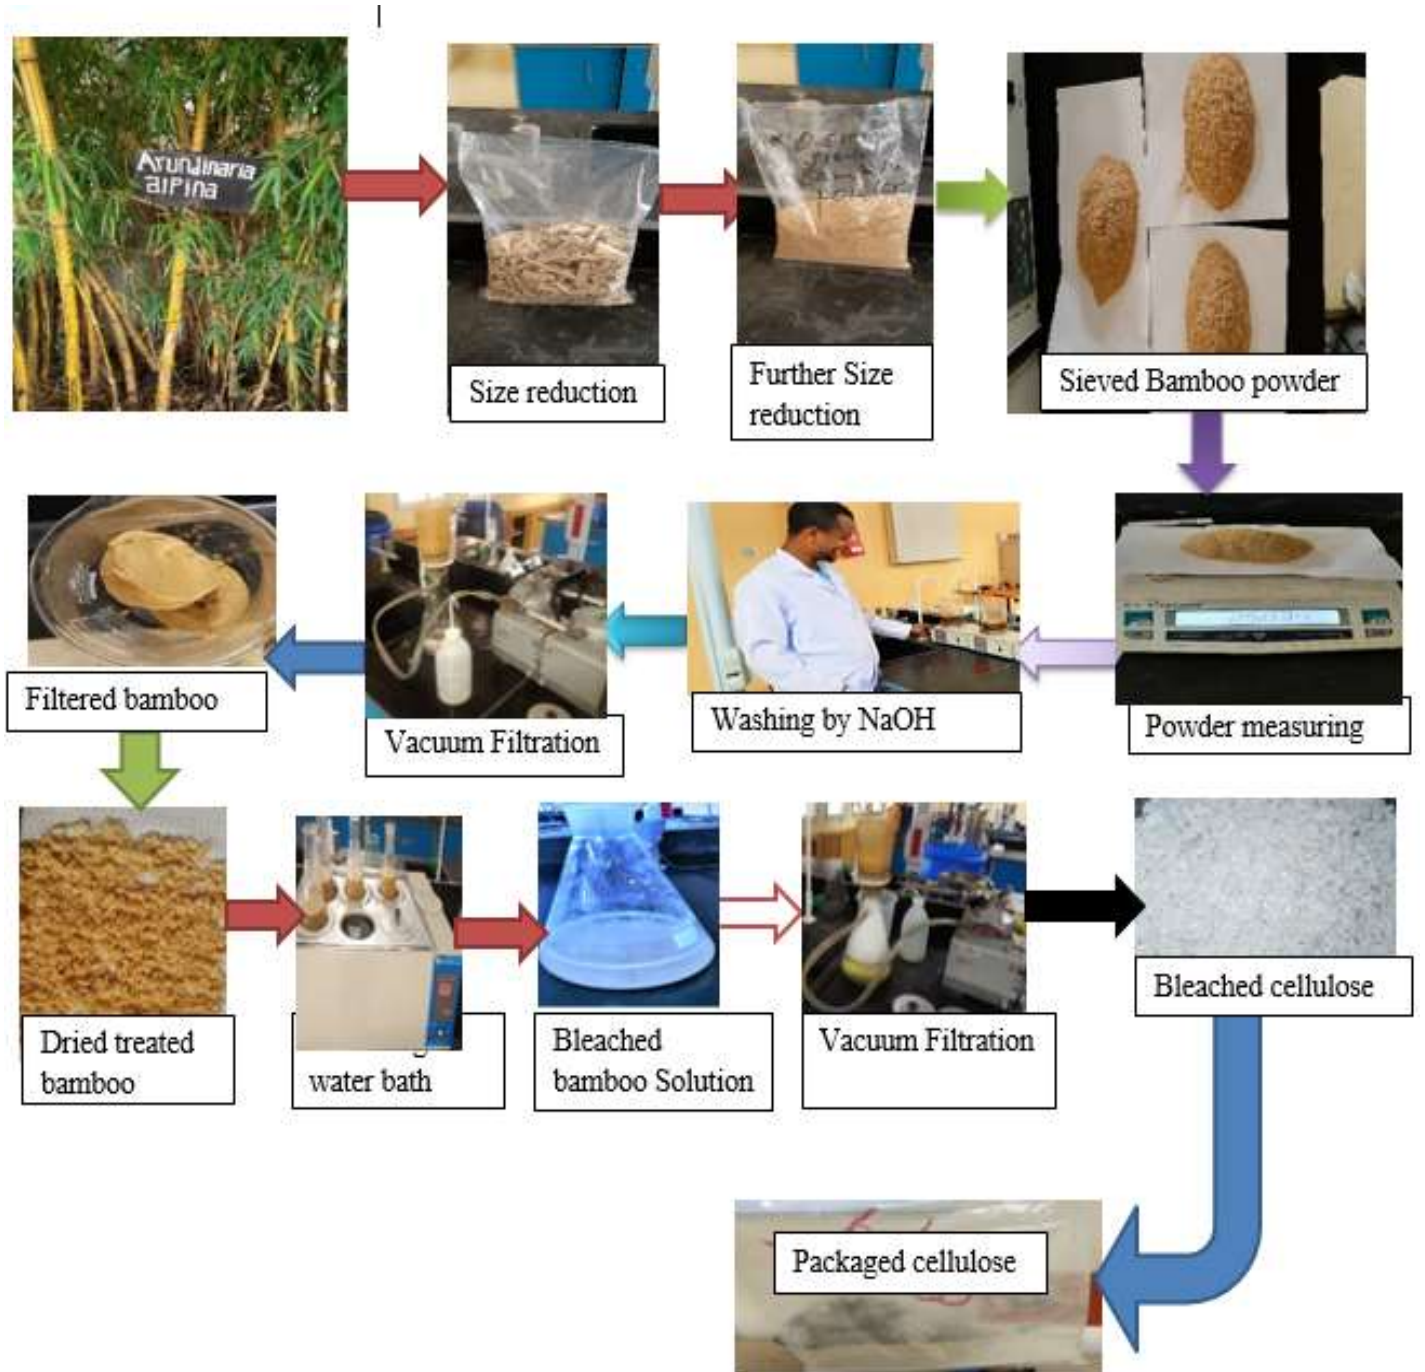 Arundinaria
alpina
Size reduction
Further Size
reduction
Sieved Bamboo powder
Filtered bamboo
Vacuum Filtration
Washing by NaOH
Powder measuring
Dried treated
bamboo
water bath
Bleached
bamboo Solution
Vacuum Filtration
Bleached cellulose
Packaged cellulose